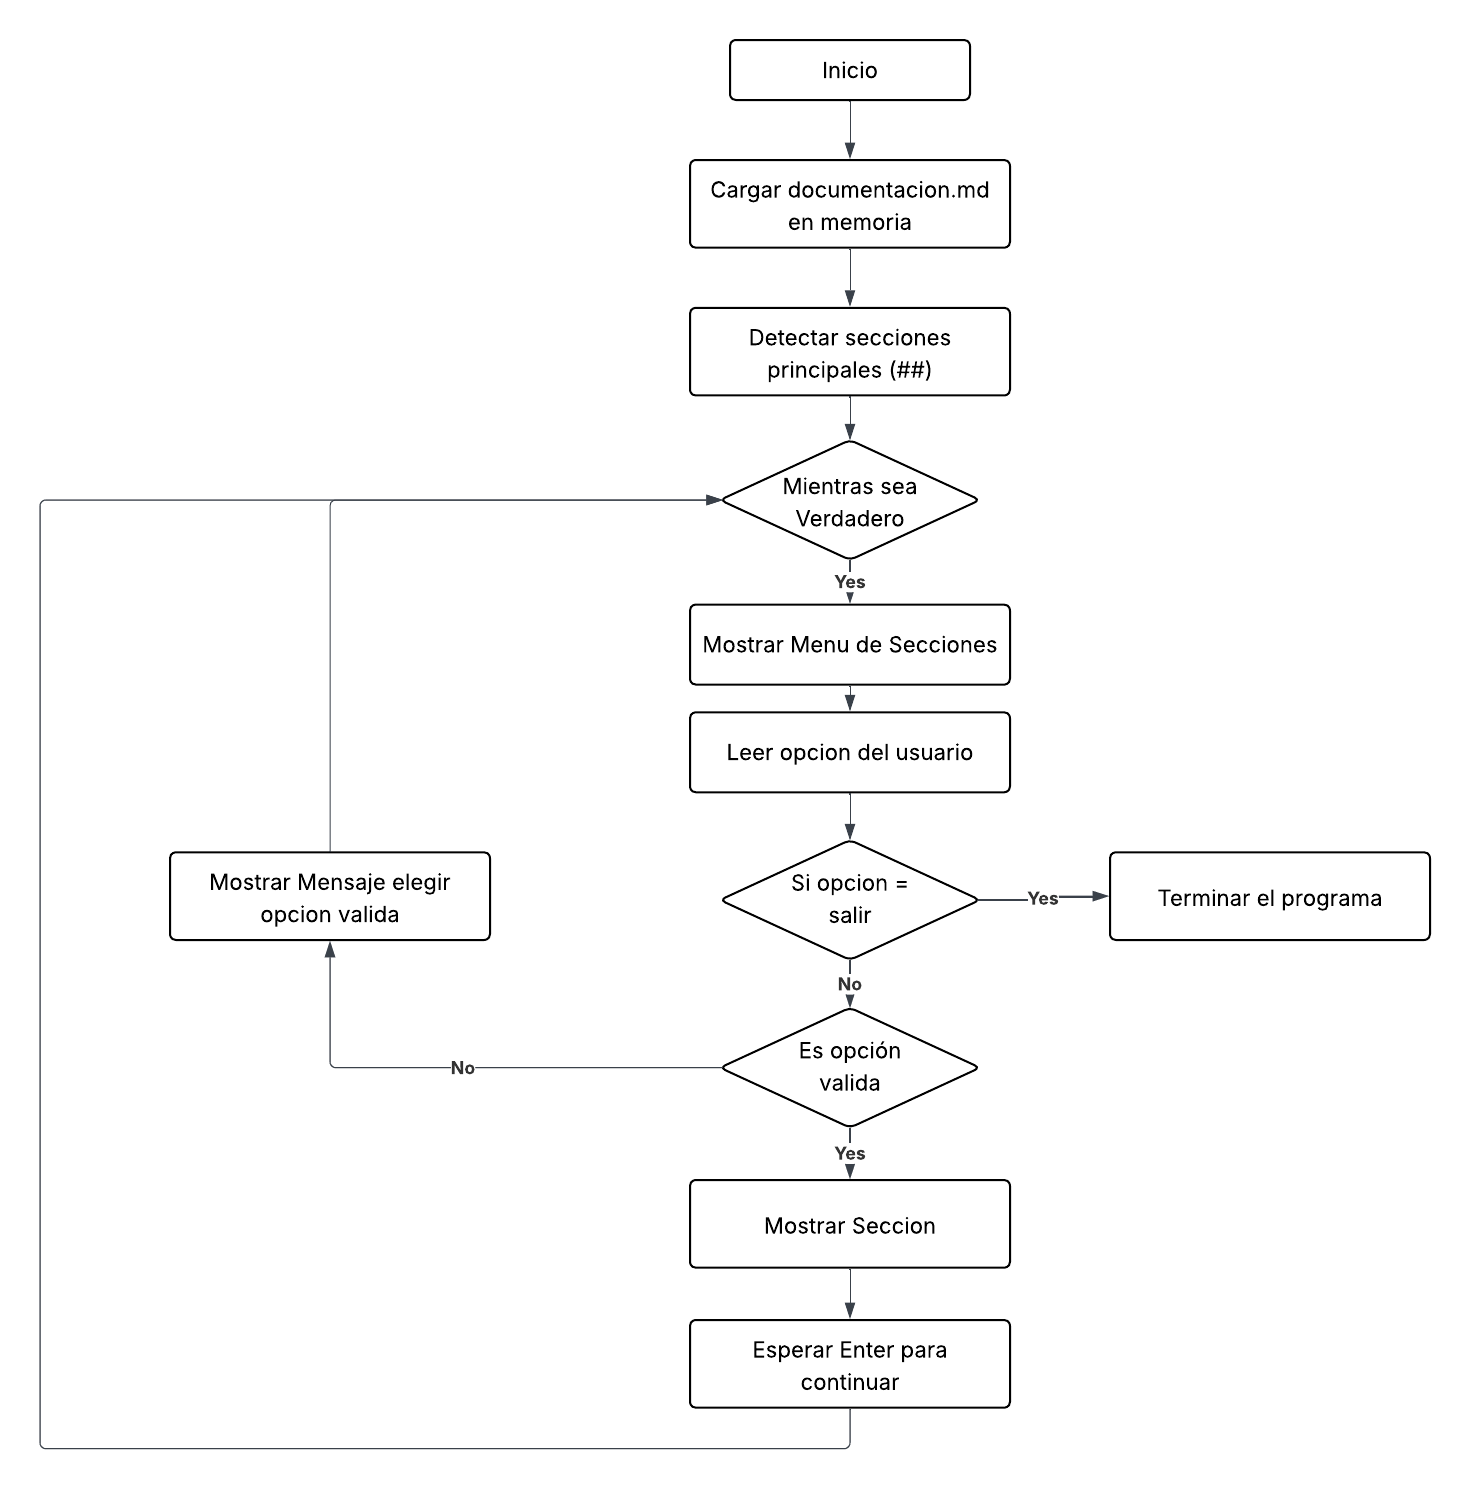 Inicio
Cargar documentacion.md
en memoria
Detectar secciones
principales (##)
Mientras sea
Verdadero
Yes
Mostrar Menu de Secciones
Leer opcion del usuario
Si opcion =
salir
Yes
Terminar el programa
No
Es opción
valida
No
Mostrar Mensaje elegir
opcion valida
Yes
Mostrar Seccion
Esperar Enter para
continuar